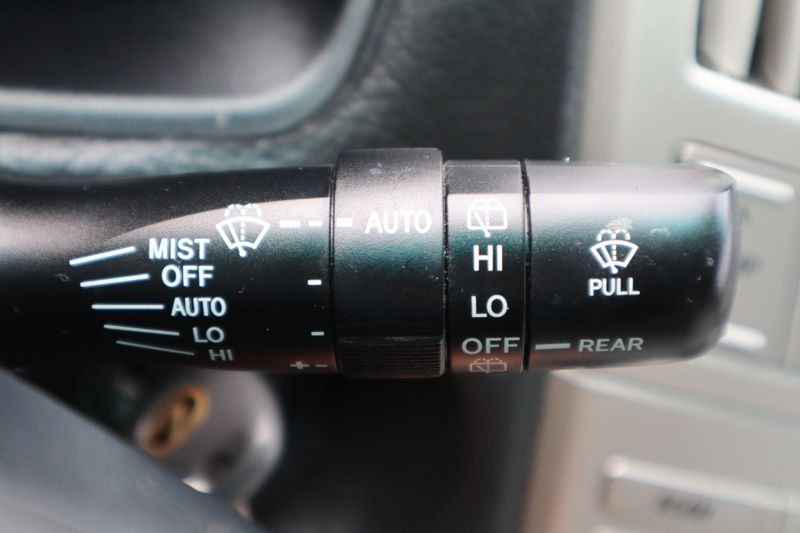 MIST
OFF
AUTO
LO
HI
+ -
AUTO
HI
LO
OFF
PULL
REAR